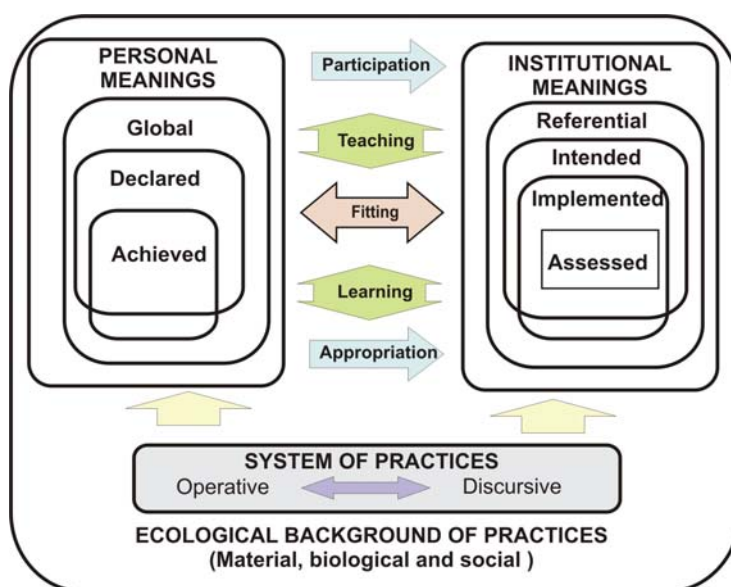 PERSONAL
MEANINGS
Global
Declared
Achieved
Participation
Teaching
Fitting
Learning
Appropriation
INSTITUTIONAL
MEANINGS
Referential
Intended
Implemented
Assessed
SYSTEM OF PRACTICES
Operative
Discursive
ECOLOGICAL BACKGROUND OF PRACTICES
(Material, biological and social )